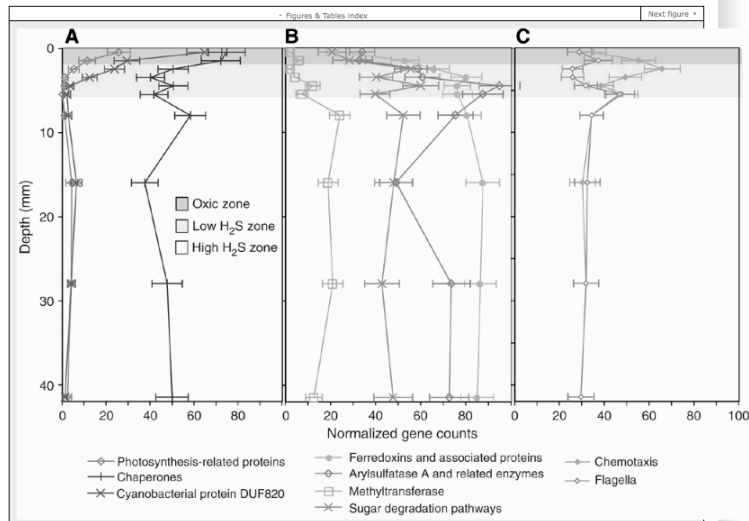 - Figures & Tables index
Next figure
A
B
C
Depth (mm)
0
10
20
30
40
Oxic zone
Low H2S zone
High H2S zone
0 20 40 60 80
0 20 40 60 80
0 20 40 60 80 100
Normalized gene counts
Photosynthesis-related proteins
Chaperones
Cyanobacterial protein DUF820
Ferredoxins and associated proteins
Arylsulfatase A and related enzymes
Methyltransferase
Sugar degradation pathways
Chemotaxis
Flagella